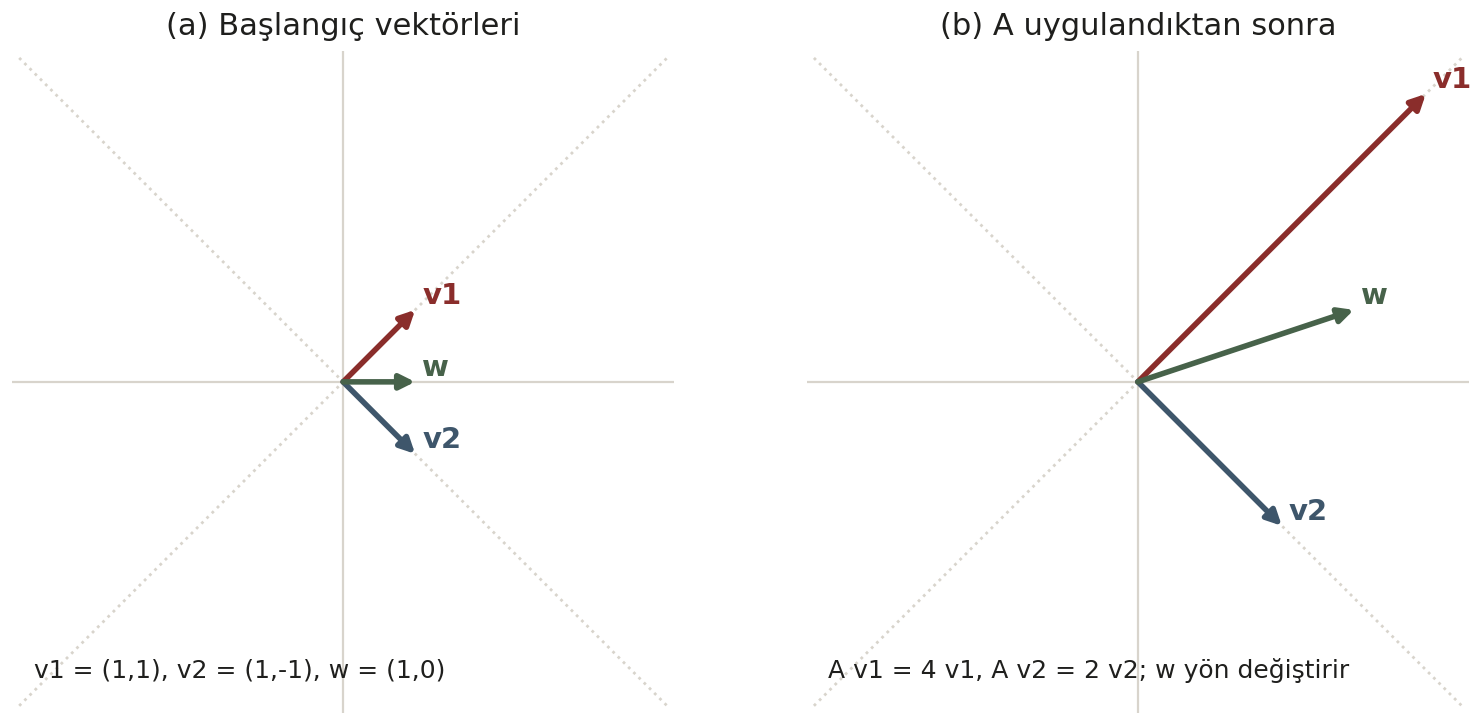 (a) Başlangıç vektörleri
v1
w
v2
v1 = (1,1), v2 = (1,-1), w = (1,0)
(b) A uygulandıktan sonra
v1
w
v2
A v1 = 4 v1, A v2 = 2 v2; w yön değiştirir